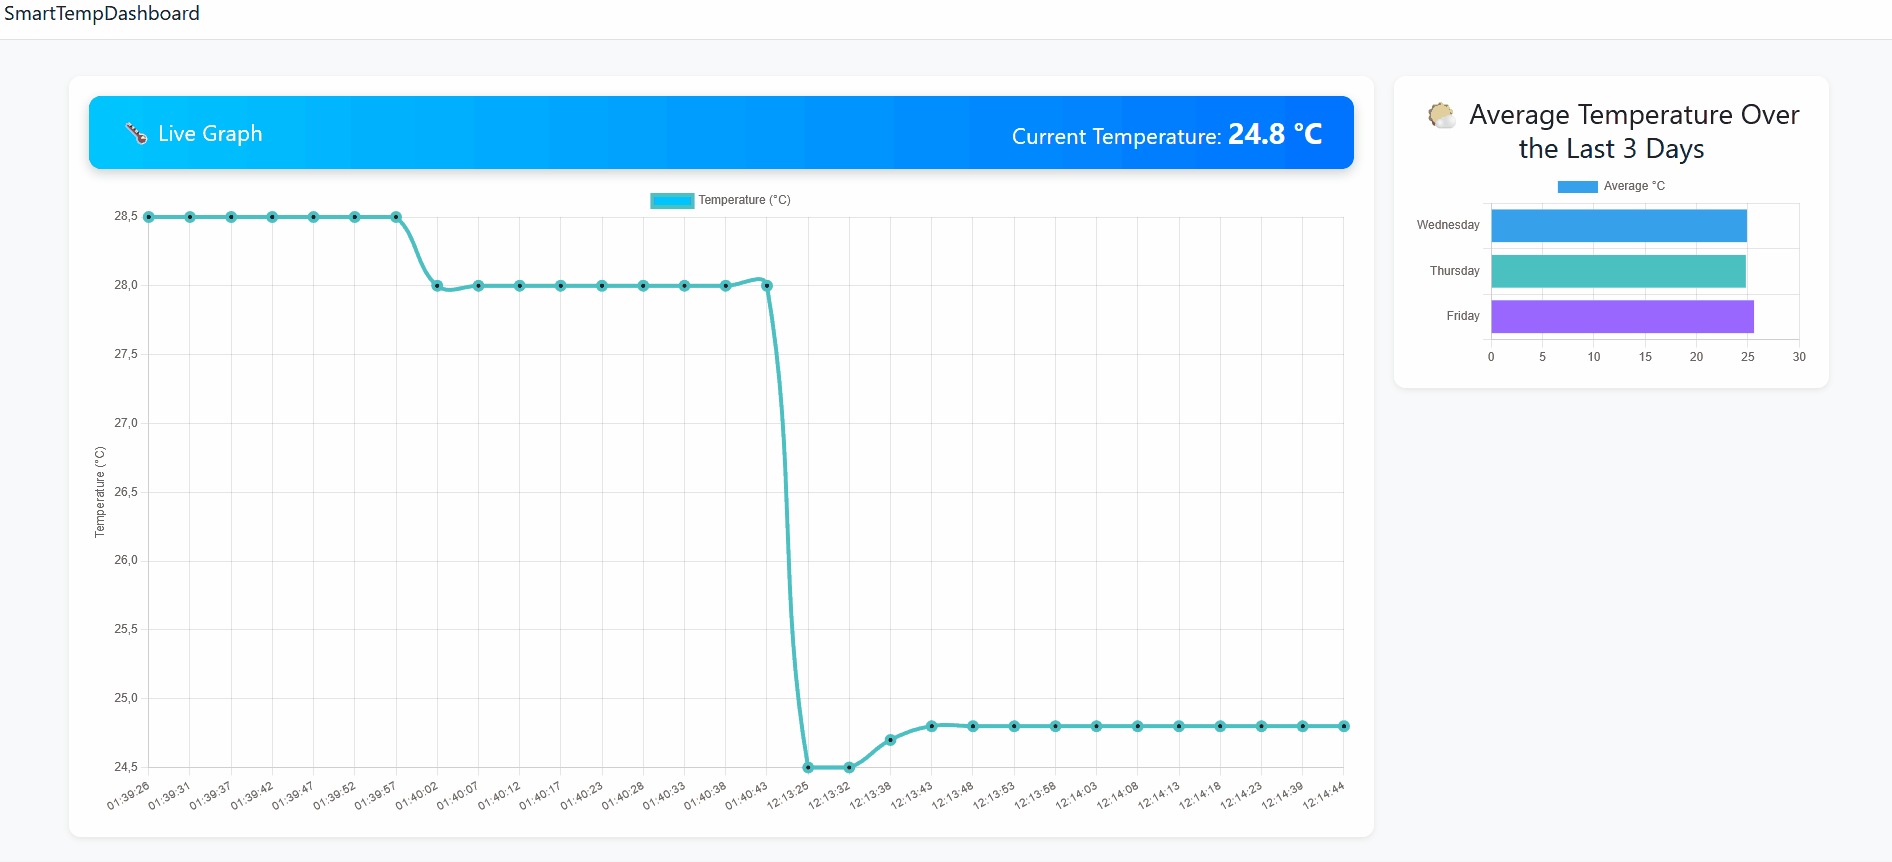 SmartTempDashboard
Live Graph
Current Temperature: 24.8 °C
Temperature (°C)
28,5
28,0
27,5
27,0
26,5
26,0
25,5
25,0
24,5
Temperature (°C)
01:39:26 01:39:31 01:39:37 01:39:42 01:39:47 01:39:52 01:39:57 01:40:02 01:40:07 01:40:12 01:40:17 01:40:23 01:40:28 01:40:33 01:40:38 01:40:43 12:13:25 12:13:32 12:13:38 12:13:43 12:13:48 12:13:53 12:13:58 12:14:03 12:14:08 12:14:13 12:14:18 12:14:23 12:14:39 12:14:44
Average Temperature Over
the Last 3 Days
Average °C
Wednesday
Thursday
Friday
0 5 10 15 20 25 30